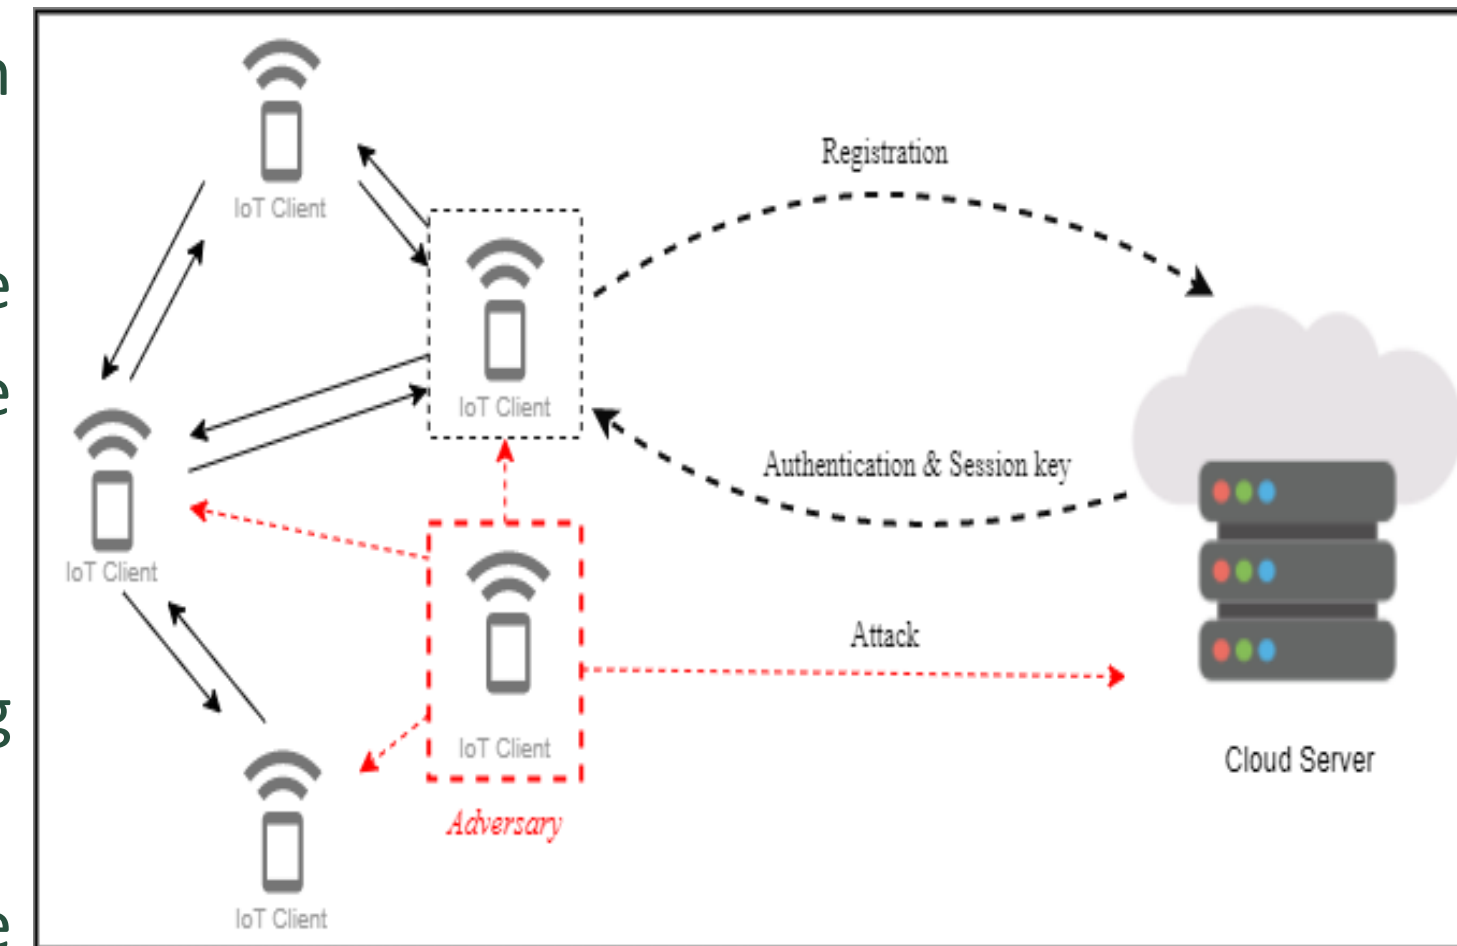 IoT Client
Registration
IoT Client
Authentication & Session key
IoT Client
Attack
IoT Client
Cloud Server
Adversary
IoT Client